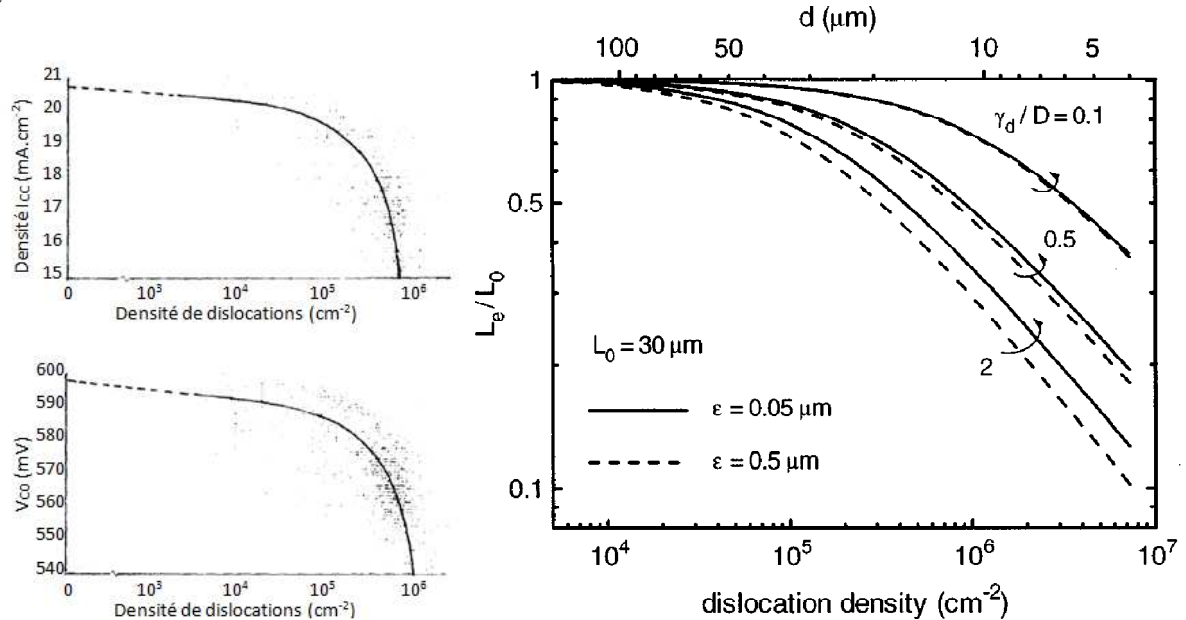 21
20
19
18
17
16
15
Densité Icc (mA.cm⁻²)
0 10³ 10⁴ 10⁵ 10⁶
Densité de dislocations (cm⁻²)
600
590
580
570
560
550
540
Vco (mV)
0 10³ 10⁴ 10⁵ 10⁶
Densité de dislocations (cm⁻²)
d (μm)
100 50 10 5
1
0.5
0.1
Lₑ/L₀
γd / D = 0.1
0.5
2
L₀ = 30 μm
ε = 0.05 μm
ε = 0.5 μm
10⁴ 10⁵ 10⁶ 10⁷
dislocation density (cm⁻²)